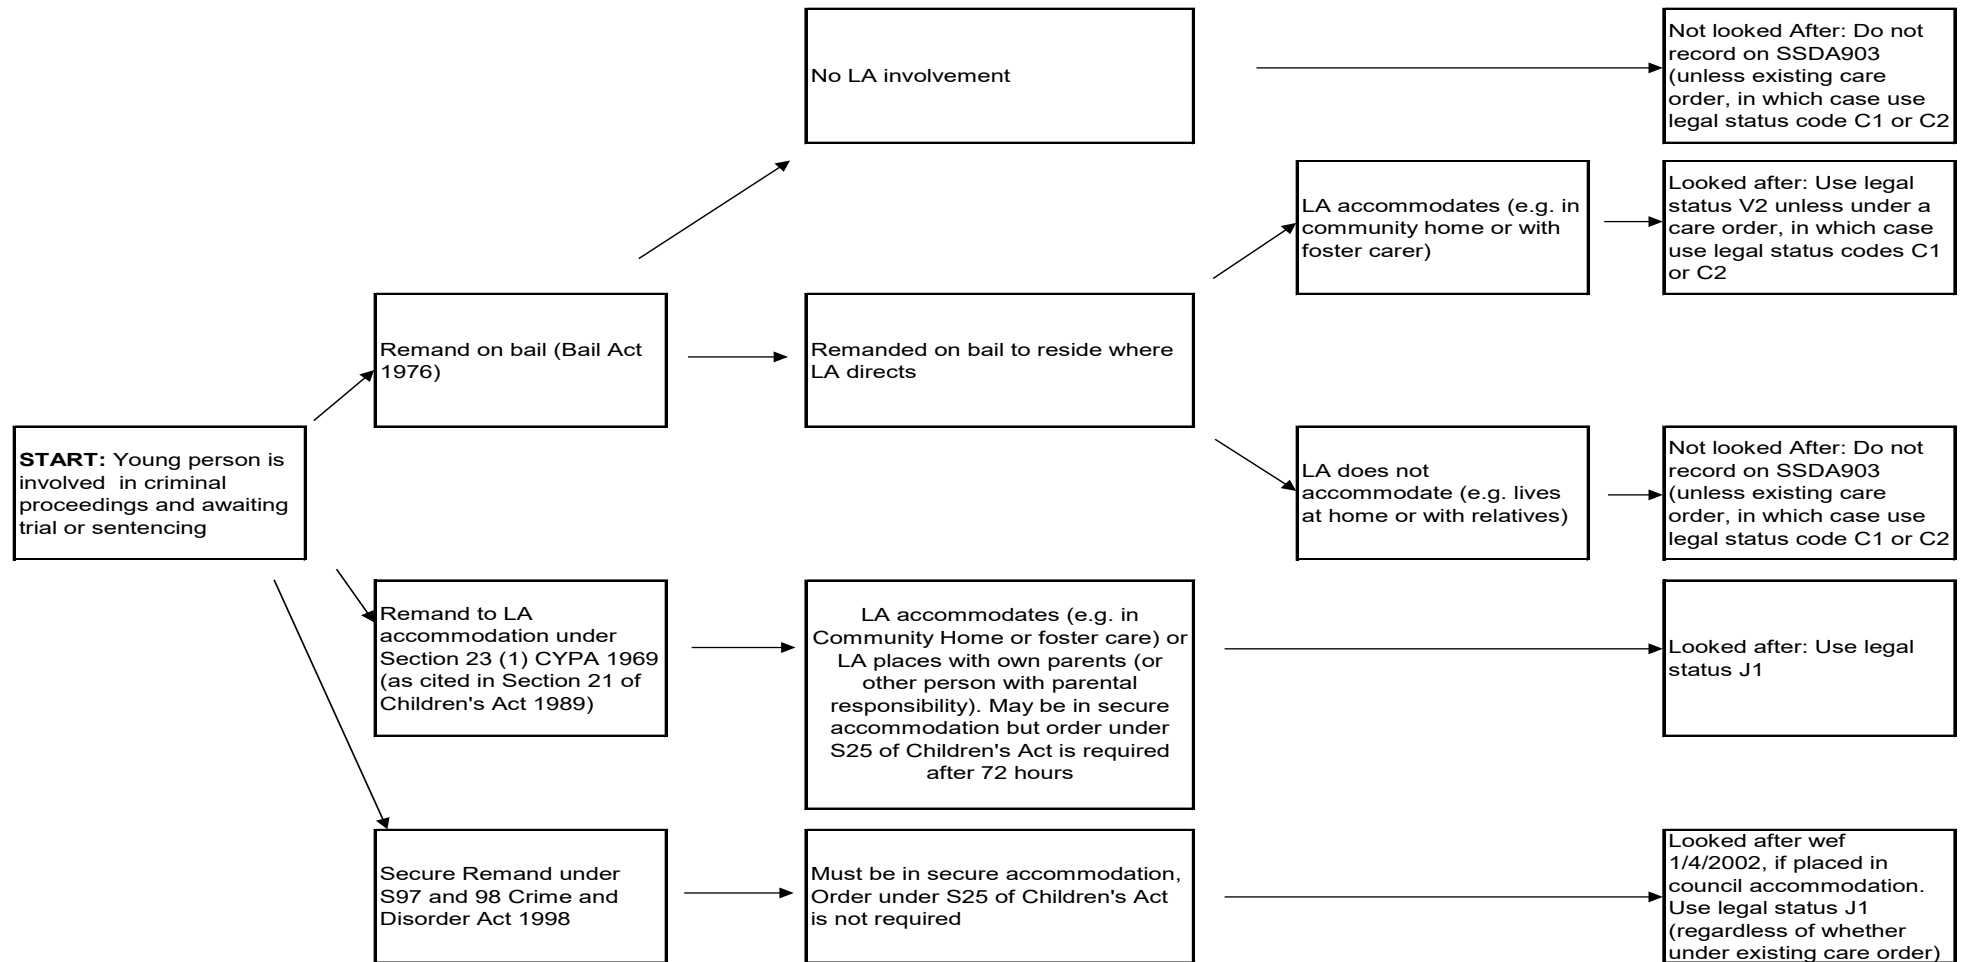 START: Young person is
involved in criminal
proceedings and awaiting
trial or sentencing
Remand on bail (Bail Act
1976)
No LA involvement
Not looked After: Do not
record on SSDA903
(unless existing care
order, in which case use
legal status code C1 or C2
Remanded on bail to reside where
LA directs
LA accommodates (e.g. in
community home or with
foster carer)
Looked after: Use legal
status V2 unless under a
care order, in which case
use legal status codes C1
or C2
LA does not
accommodate (e.g. lives
at home or with relatives)
Not looked After: Do not
record on SSDA903
(unless existing care
order, in which case use
legal status code C1 or C2
Remand to LA
accommodation under
Section 23 (1) CYPA 1969
(as cited in Section 21 of
Children's Act 1989)
LA accommodates (e.g. in
Community Home or foster care) or
LA places with own parents (or
other person with parental
responsibility). May be in secure
accommodation but order under
S25 of Children's Act is required
after 72 hours
Looked after: Use legal
status J1
Secure Remand under
S97 and 98 Crime and
Disorder Act 1998
Must be in secure accommodation,
Order under S25 of Children's Act
is not required
Looked after wef
1/4/2002, if placed in
council accommodation.
Use legal status J1
(regardless of whether
under existing care order)